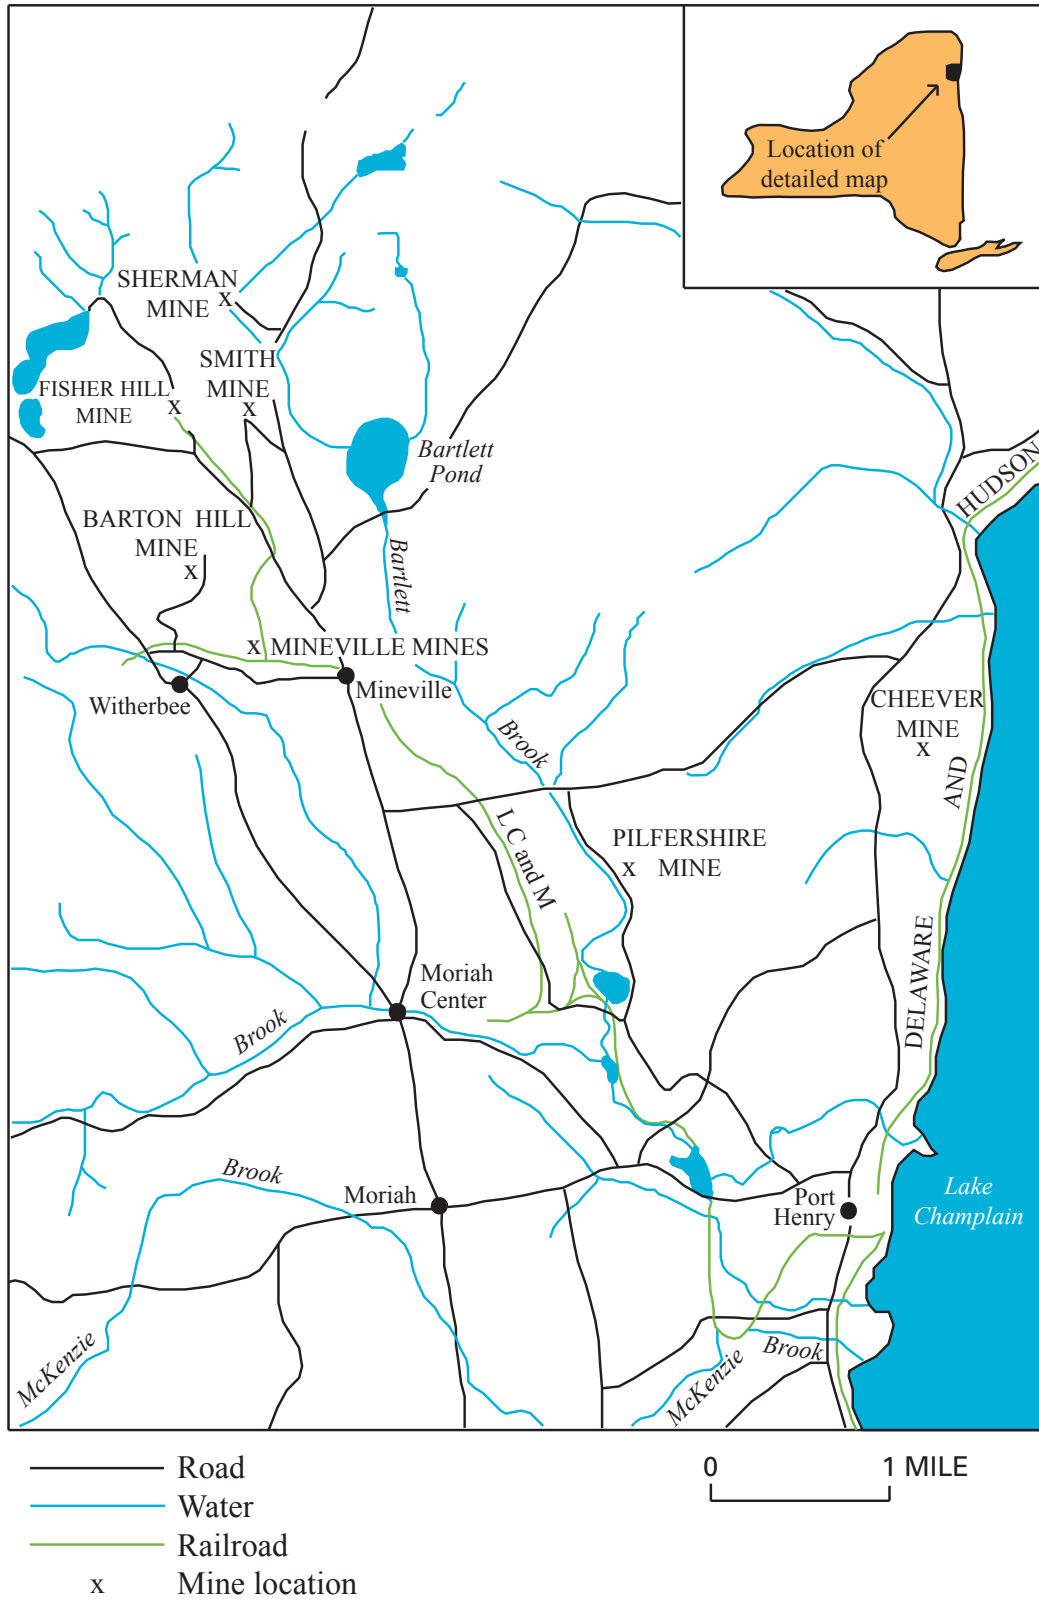 Location of
detailed map
SHERMAN
MINE x
SMITH
MINE
x
FISHER HILL
MINE
x
Bartlett
Pond
HUDSON
BARTON HILL
MINE
x
Bartlett
x MINEVILLE MINES
Mineville
Witherbee
CHEEVER
MINE
x
Brook
AND
L C and M
PILFERSHIRE
x MINE
DELAWARE
Moriah
Center
Brook
Brook
Moriah
Port
Henry
Lake
Champlain
McKenzie
McKenzie
Brook
Road
Water
Railroad
x Mine location
0 1 MILE